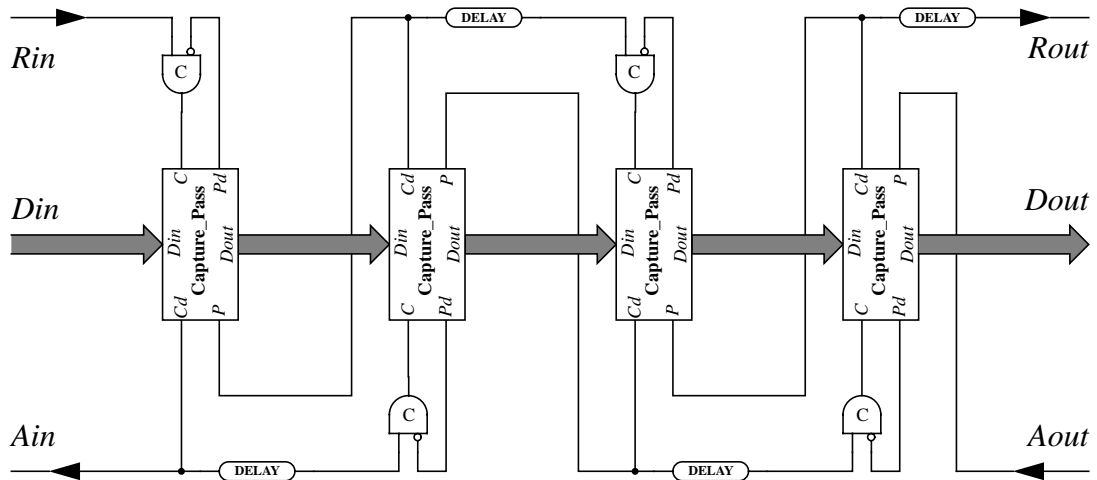 DELAY
DELAY
Rin
Rout
C
C
C
Pd
Cd
P
C
Pd
Cd
P
Din
Dout
Din
Capture_Pass
Dout
Din
Capture_Pass
Dout
Din
Capture_Pass
Dout
Din
Capture_Pass
Dout
Cd
P
C
Pd
Cd
P
C
Pd
C
C
Ain
Aout
DELAY
DELAY